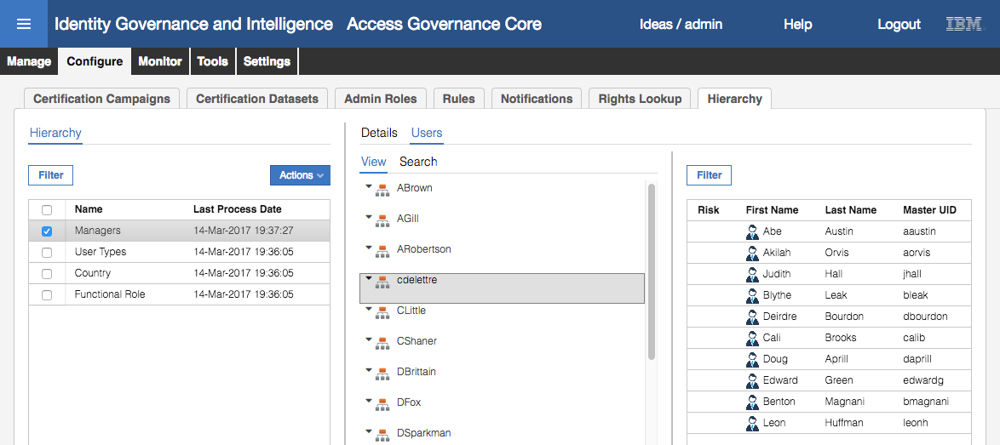 Identity Governance and Intelligence Access Governance Core Ideas / admin Help Logout IBM
Manage Configure Monitor Tools Settings
Certification Campaigns Certification Datasets Admin Roles Rules Notifications Rights Lookup Hierarchy
Hierarchy
Filter Actions
Name Last Process Date
Managers 14-Mar-2017 19:37:27
User Types 14-Mar-2017 19:36:05
Country 14-Mar-2017 19:36:05
Functional Role 14-Mar-2017 19:36:05
Details Users
View Search
ABrown
AGill
ARobertson
cdelettre
CLittle
CShaner
DBrittain
DFox
DSparkman
Filter
Risk First Name Last Name Master UID
Abe Austin aaustin
Akilah Orvis aorvis
Judith Hall jhall
Blythe Leak bleak
Deirdre Bourdon dbourdon
Cali Brooks calib
Doug Aprill daprill
Edward Green edwardg
Benton Magnani bmagnani
Leon Huffman leonh